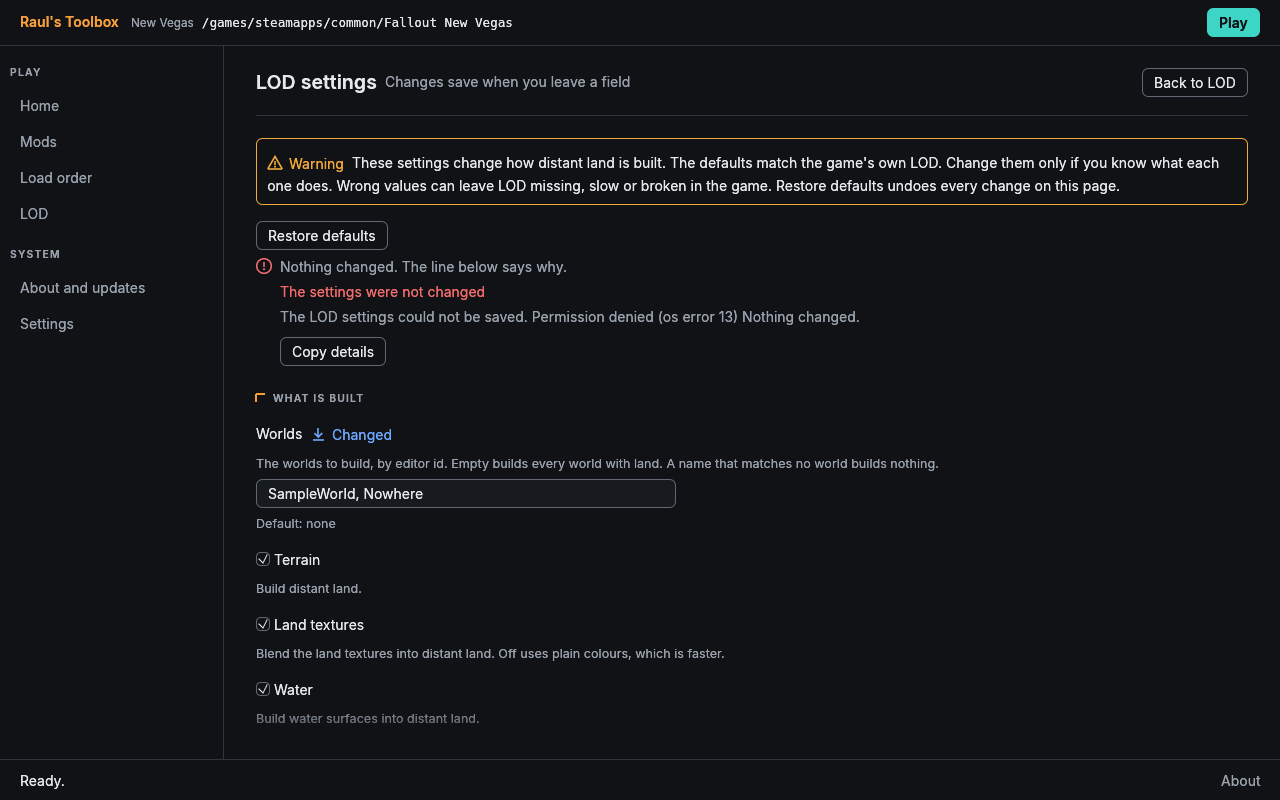 Raul's Toolbox New Vegas /games/steamapps/common/Fallout New Vegas Play
PLAY
Home
Mods
Load order
LOD
SYSTEM
About and updates
Settings
LOD settings Changes save when you leave a field Back to LOD
Warning These settings change how distant land is built. The defaults match the game's own LOD. Change them only if you know what each
one does. Wrong values can leave LOD missing, slow or broken in the game. Restore defaults undoes every change on this page.
Restore defaults
Nothing changed. The line below says why.
The settings were not changed
The LOD settings could not be saved. Permission denied (os error 13) Nothing changed.
Copy details
WHAT IS BUILT
Worlds Changed
The worlds to build, by editor id. Empty builds every world with land. A name that matches no world builds nothing.
SampleWorld, Nowhere
Default: none
Terrain
Build distant land.
Land textures
Blend the land textures into distant land. Off uses plain colours, which is faster.
Water
Build water surfaces into distant land.
Ready. About